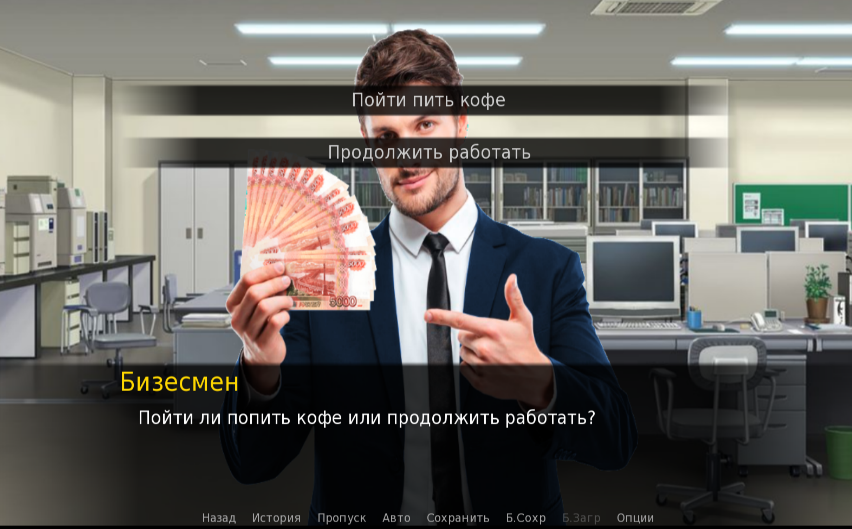 Пойти пить кофе
Продолжить работать
5000
Бизесмен
Пойти ли попить кофе или продолжить работать?
Назад История Пропуск Авто Сохранить Б.Сохр Б.Загр Опции